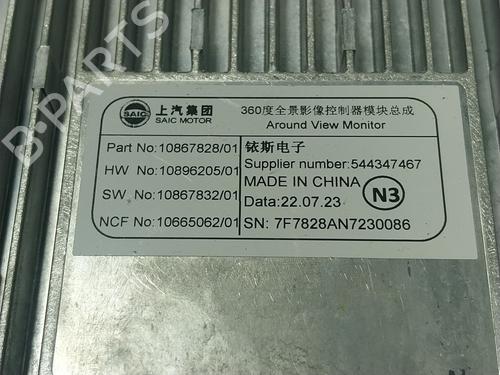 B-PARTS
SAIC 上汽集团
SAIC MOTOR
360度全景影像控制器模块总成
Around View Monitor
Part No:10867828/01
HW No:10896205/01
SW No:10867832/01
NCF No:10665062/01
铱斯电子
Supplier number:544347467
MADE IN CHINA
N3
Data:22.07.23
SN: 7F7828AN7230086